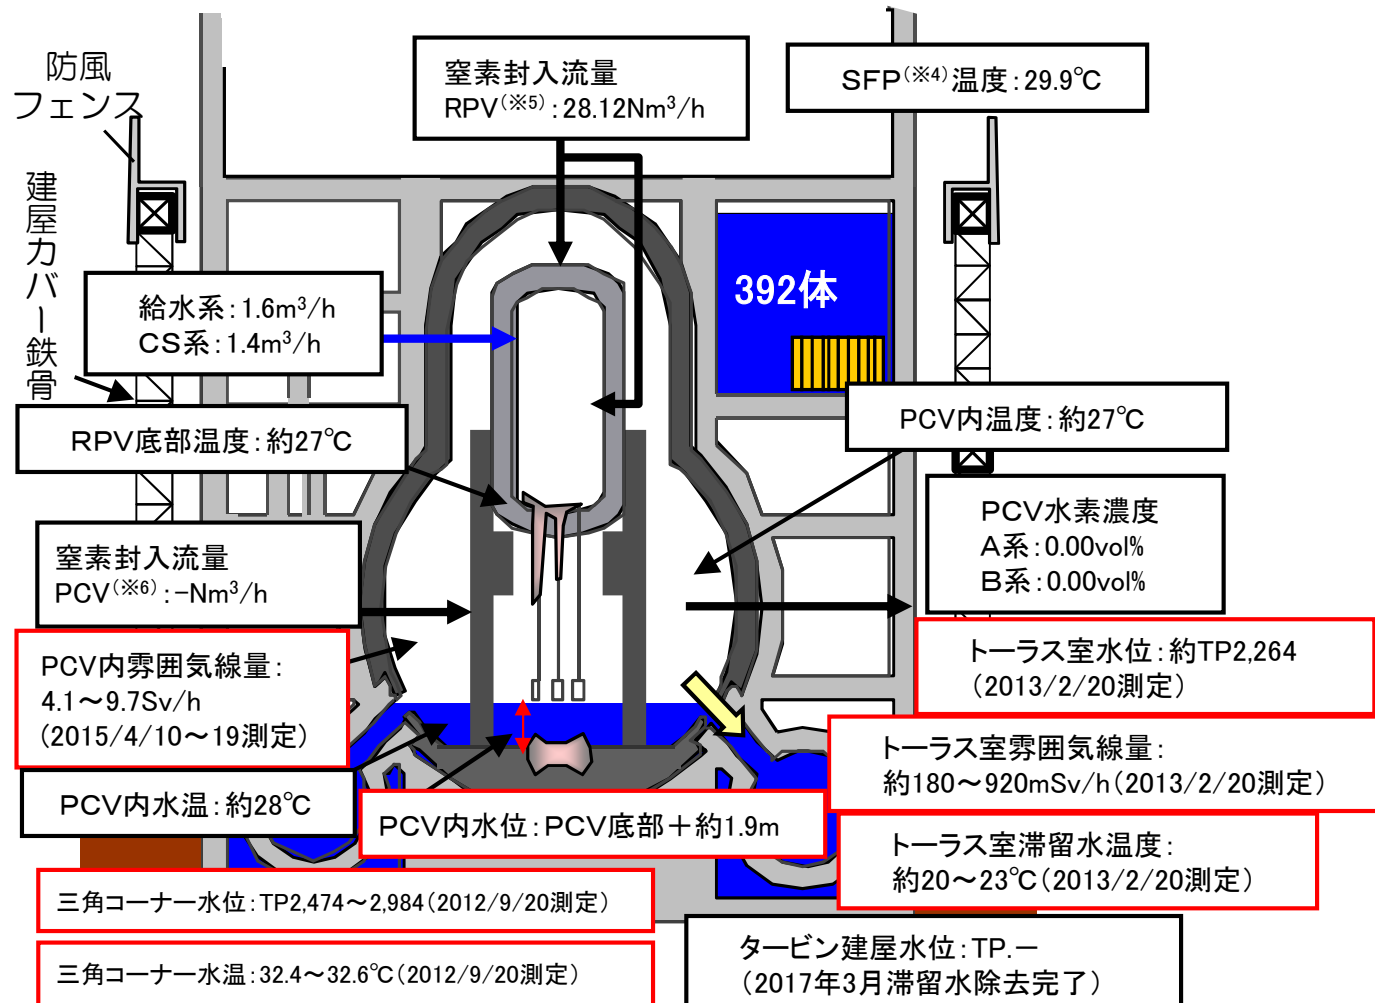 防風
フェンス
建屋カバー鉄骨
窒素封入流量
RPV(※5):28.12Nm³/h
SFP(※4)温度:29.9℃
392体
給水系:1.6m³/h
CS系:1.4m³/h
RPV底部温度:約27℃
PCV内温度:約27℃
窒素封入流量
PCV(※6):-Nm³/h
PCV水素濃度
A系:0.00vol%
B系:0.00vol%
PCV内雰囲気線量:
4.1～9.7Sv/h
(2015/4/10～19測定)
トーラス室水位:約TP2,264
(2013/2/20測定)
トーラス室雰囲気線量:
約180～920mSv/h(2013/2/20測定)
PCV内水温:約28℃
PCV内水位:PCV底部+約1.9m
トーラス室滞留水温度:
約20～23℃(2013/2/20測定)
三角コーナー水位:TP2,474～2,984(2012/9/20測定)
三角コーナー水温:32.4～32.6℃(2012/9/20測定)
タービン建屋水位:TP.ー
(2017年3月滞留水除去完了)